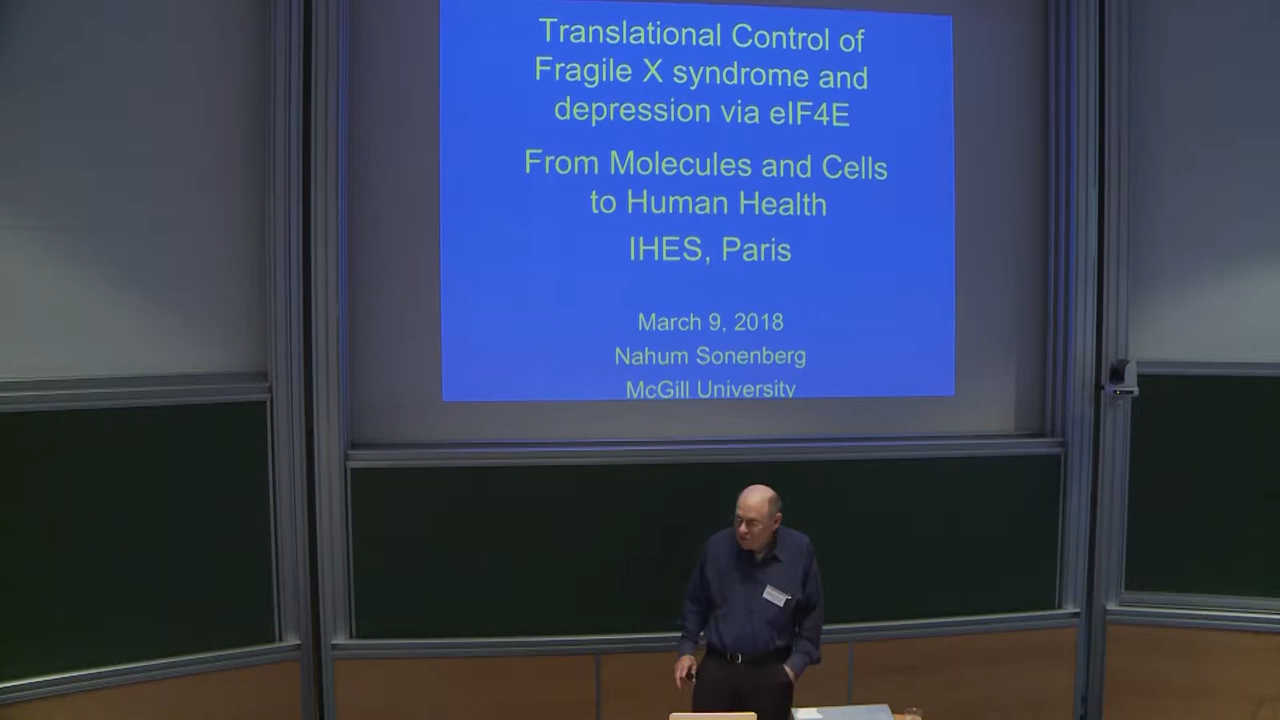 Translational Control of
Fragile X syndrome and
depression via eIF4E
From Molecules and Cells
to Human Health
IHES, Paris
March 9, 2018
Nahum Sonenberg
McGill University